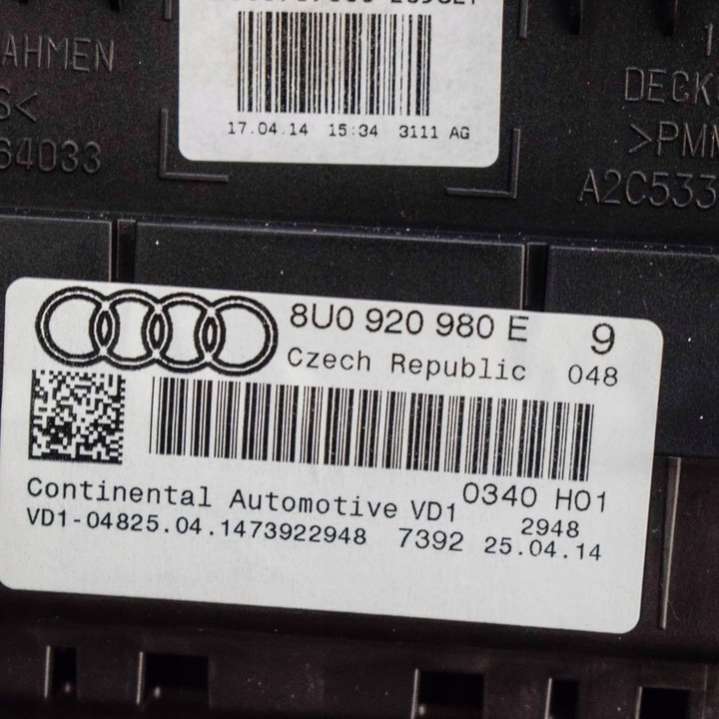 17.04.14 15:34 3111 AG
AHMEN
64033
>PMM
A2C533
8U0 920 980 E 9
Czech Republic 048
0340 H01
Continental Automotive VD1 2948
VD1-04825.04.1473922948 7392 25.04.14